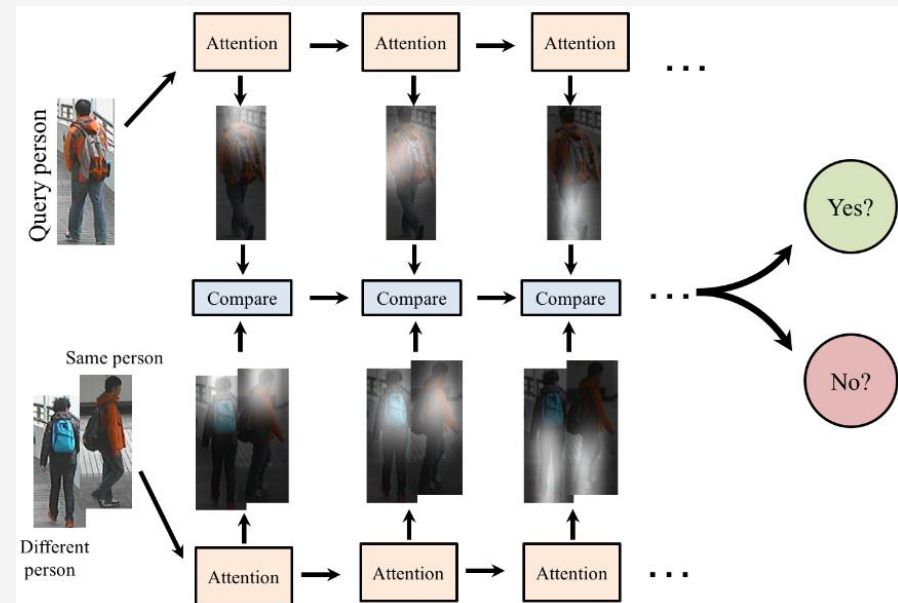 Attention
Attention
Attention
...
Query person
Yes?
Compare
Compare
Compare
...
Same person
No?
Different
person
Attention
Attention
Attention
...